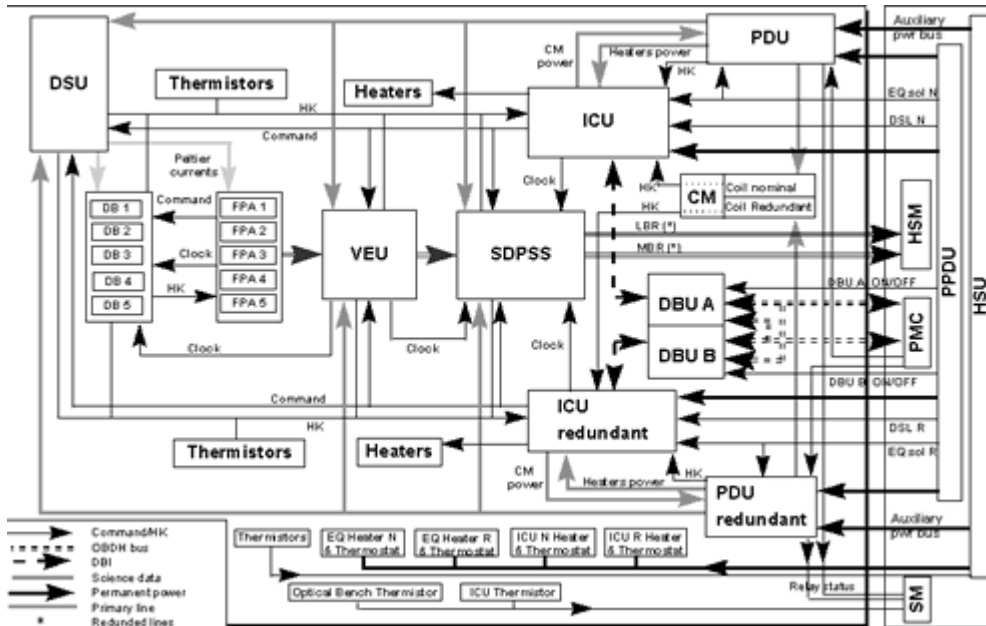 PDU
Auxiliary
pwr bus
CM
power
Heaters power
HK
DSU
Thermistors
Heaters
ICU
EQ sol N
DSL N
HK
Command
Peltier
currents
Clock
HK
HK
CM
Coil nominal
Coil Redundant
LBR (*)
MBR (*)
HSM
PPDU
HSU
DB 1
DB 2
DB 3
DB 4
DB 5
Command
Clock
HK
FPA 1
FPA 2
FPA 3
FPA 4
FPA 5
VEU
SDPSS
DBU A
DBU B
DBU A ON/OFF
PMC
DBU B ON/OFF
Clock
Clock
Clock
Command
HK
Thermistors
Heaters
ICU
redundant
DSL R
EQ sol R
CM
power
Heaters power
HK
PDU
redundant
Auxiliary
pwr bus
Command/HK
OBDH bus
DBI
Science data
Permanent power
Primary line
* Redunded lines
Thermistors
EQ Heater N
& Thermostat
EQ Heater R
& Thermostat
ICU N Heater
& Thermostat
ICU R Heater
& Thermostat
Optical Bench Thermistor
ICU Thermistor
Relay status
SM